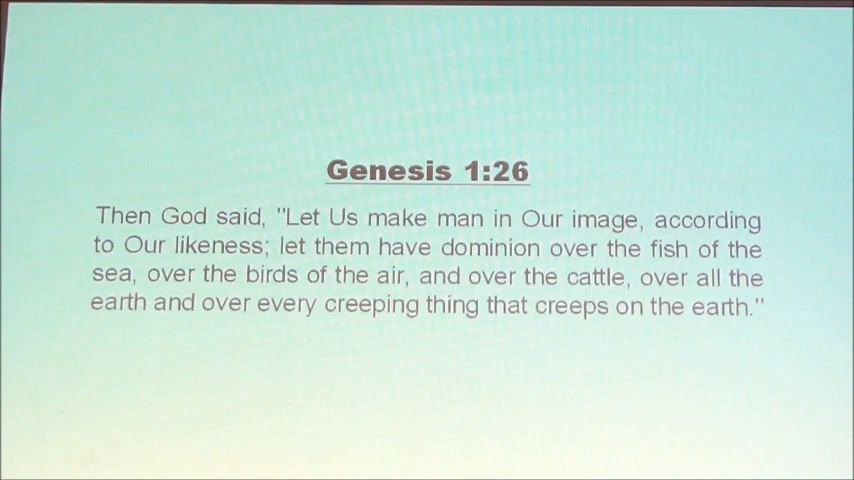 Genesis 1:26
Then God said, "Let Us make man in Our image, according
to Our likeness; let them have dominion over the fish of the
sea, over the birds of the air, and over the cattle, over all the
earth and over every creeping thing that creeps on the earth."